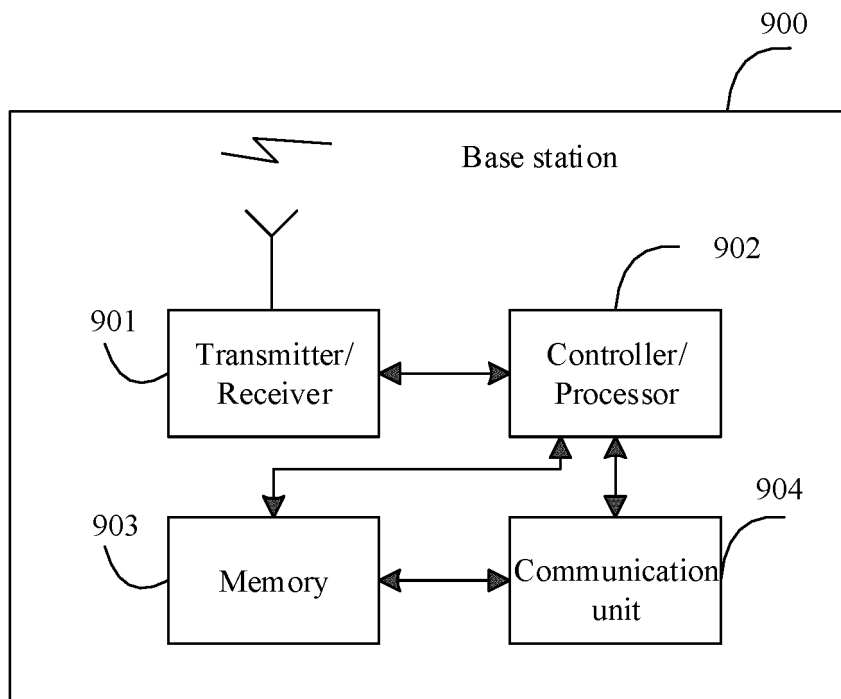 900
Base station
902
901
Transmitter/
Receiver
Controller/
Processor
904
903
Memory
Communication
unit